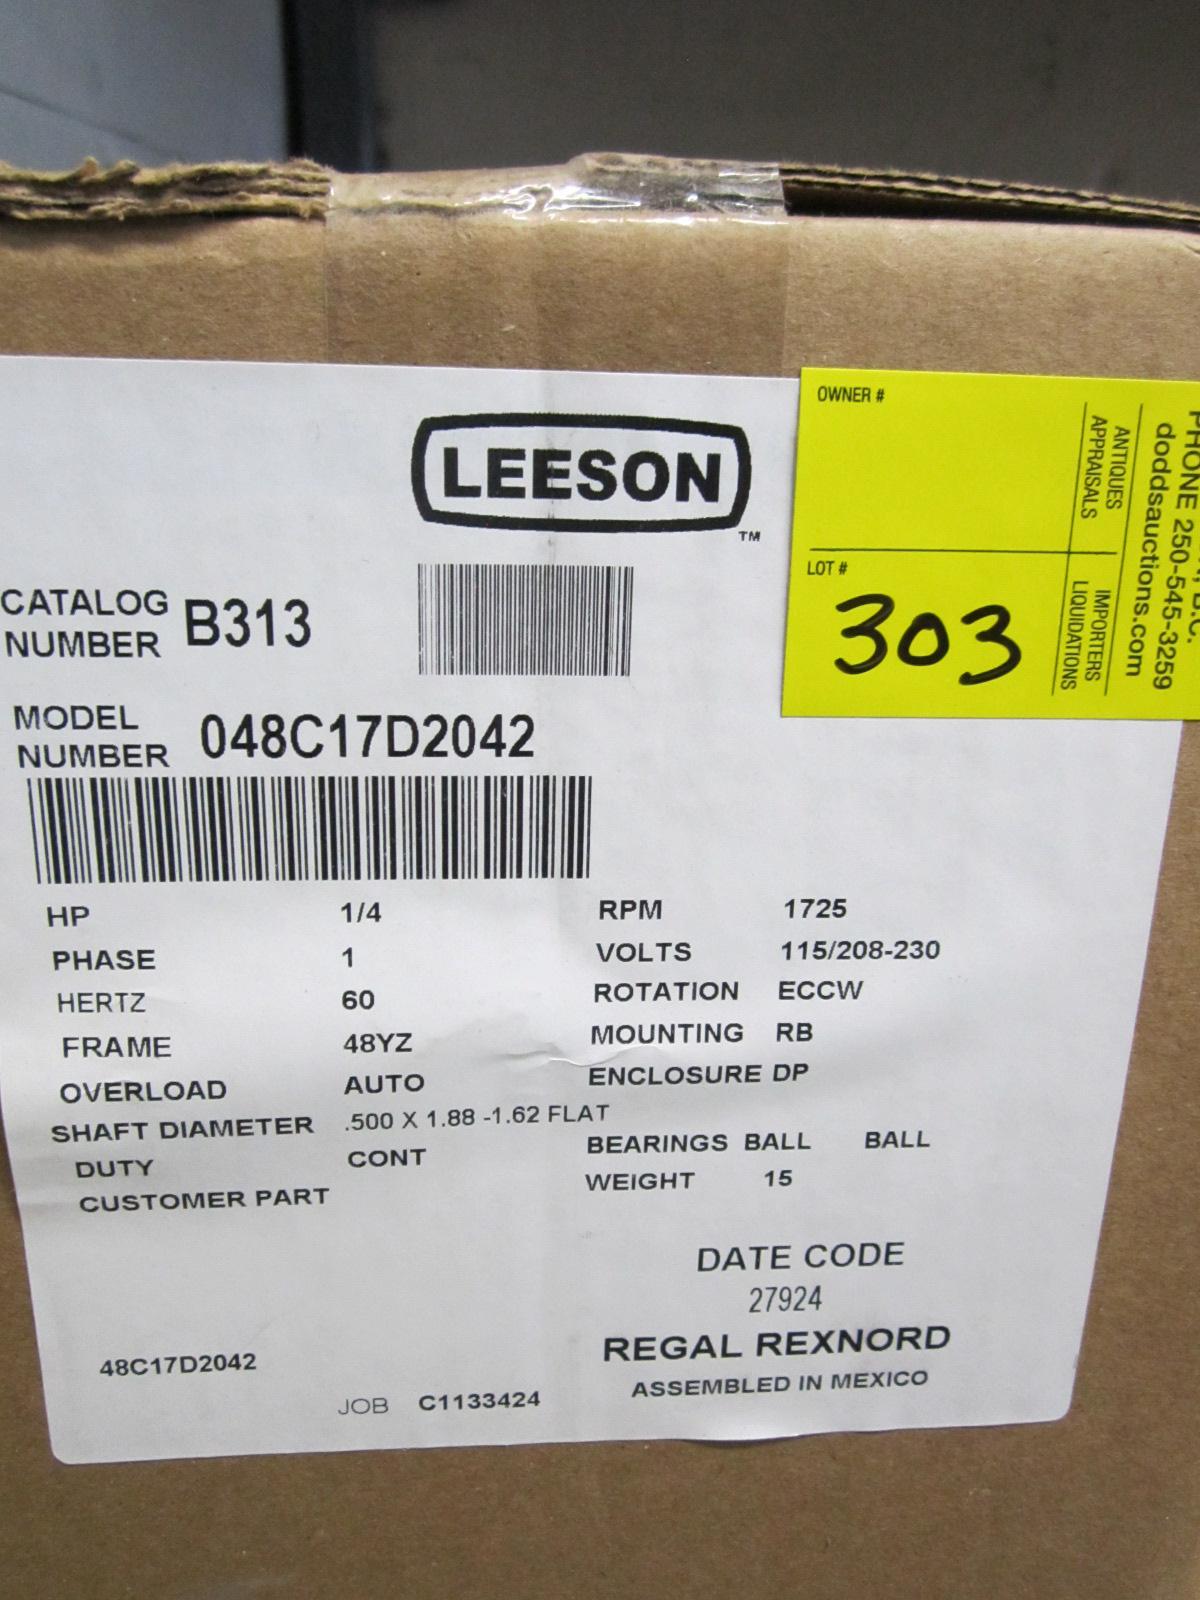 LEESON
TM
CATALOG NUMBER B313
MODEL NUMBER 048C17D2042
HP 1/4
PHASE 1
HERTZ 60
FRAME 48YZ
OVERLOAD AUTO
SHAFT DIAMETER .500 X 1.88 -1.62 FLAT
DUTY CONT
CUSTOMER PART
RPM 1725
VOLTS 115/208-230
ROTATION ECCW
MOUNTING RB
ENCLOSURE DP
BEARINGS BALL BALL
WEIGHT 15
DATE CODE
27924
REGAL REXNORD
ASSEMBLED IN MEXICO
48C17D2042
JOB C1133424
OWNER #
LOT #
303
B.C.
PHONE 250-545-3259
doddsauctions.com
ANTIQUES IMPORTERS
APPRAISALS LIQUIDATIONS